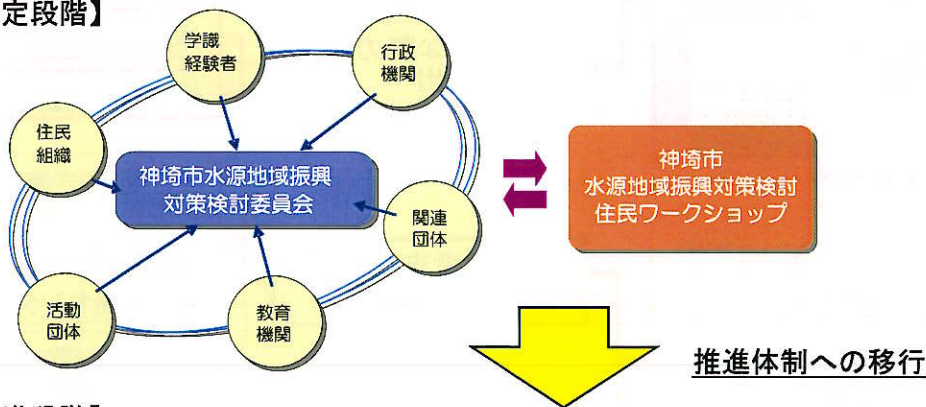 定段階】
学識
経験者
行政
機関
住民
組織
神埼市水源地域振興
対策検討委員会
関連
団体
活動
団体
教育
機関
神埼市
水源地域振興対策検討
住民ワークショップ
推進体制への移行